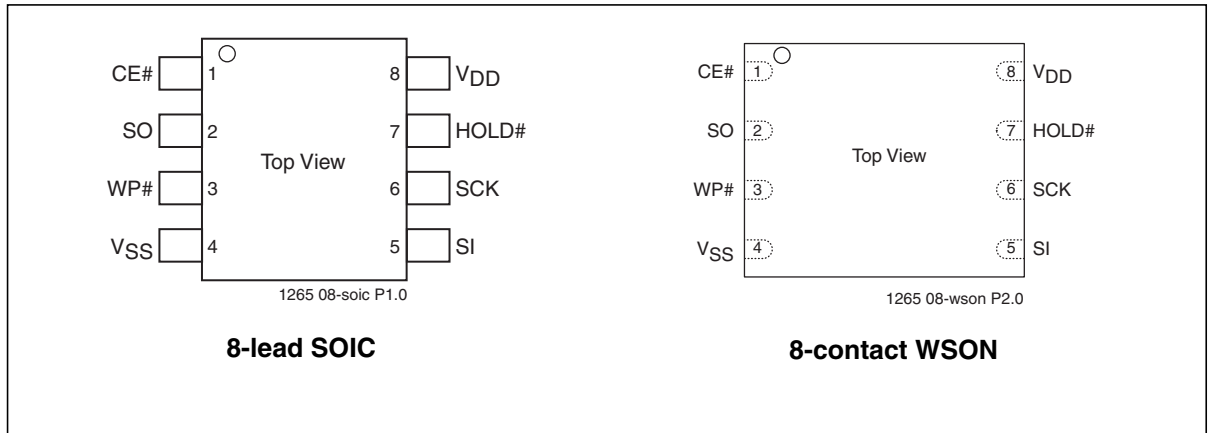 CE# 1 8 VDD
SO 2 7 HOLD#
Top View
WP# 3 6 SCK
VSS 4 5 SI
1265 08-soic P1.0
8-lead SOIC
CE# 1 8 VDD
SO 2 7 HOLD#
Top View
WP# 3 6 SCK
VSS 4 5 SI
1265 08-wson P2.0
8-contact WSON